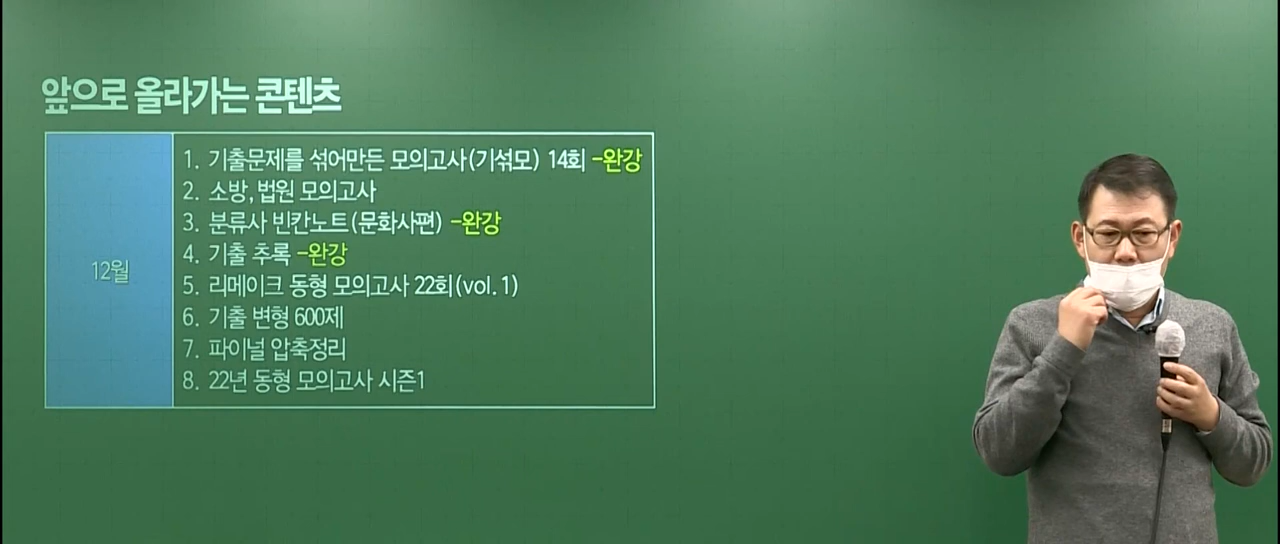 앞으로 올라가는 콘텐츠
12월
1. 기출문제를 섞어만든 모의고사(기섞모) 14회 -완강
2. 소방, 법원 모의고사
3. 분류사 빈칸노트(문화사편) -완강
4. 기출 추록 -완강
5. 리메이크 동형 모의고사 22회(vol.1)
6. 기출 변형 600제
7. 파이널 압축정리
8. 22년 동형 모의고사 시즌1